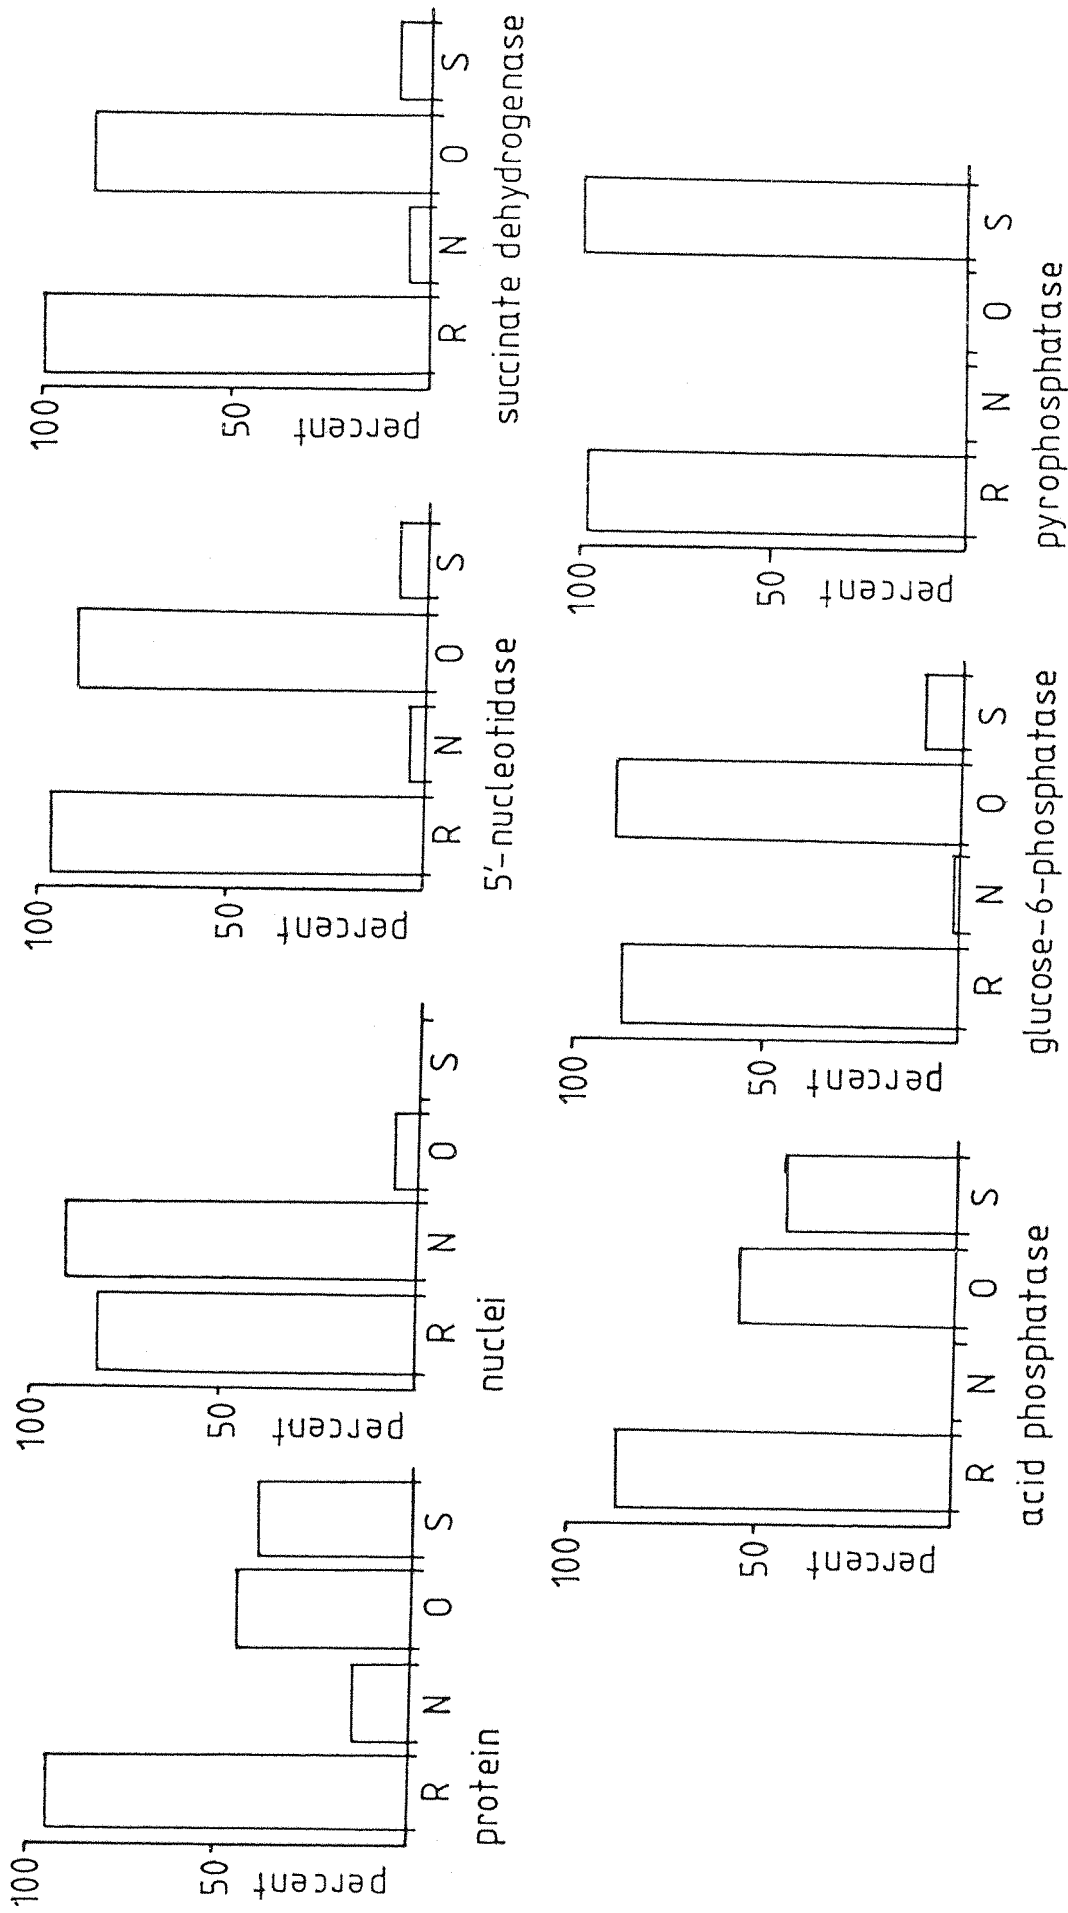 100
50
percent
R N O S
protein
100
50
percent
R N O S
nuclei
100
50
percent
R N O S
5'-nucleotidase
100
50
percent
R N O S
succinate dehydrogenase
100
50
percent
R N O S
acid phosphatase
100
50
percent
R N O S
glucose-6-phosphatase
100
50
percent
R N O S
pyrophosphatase